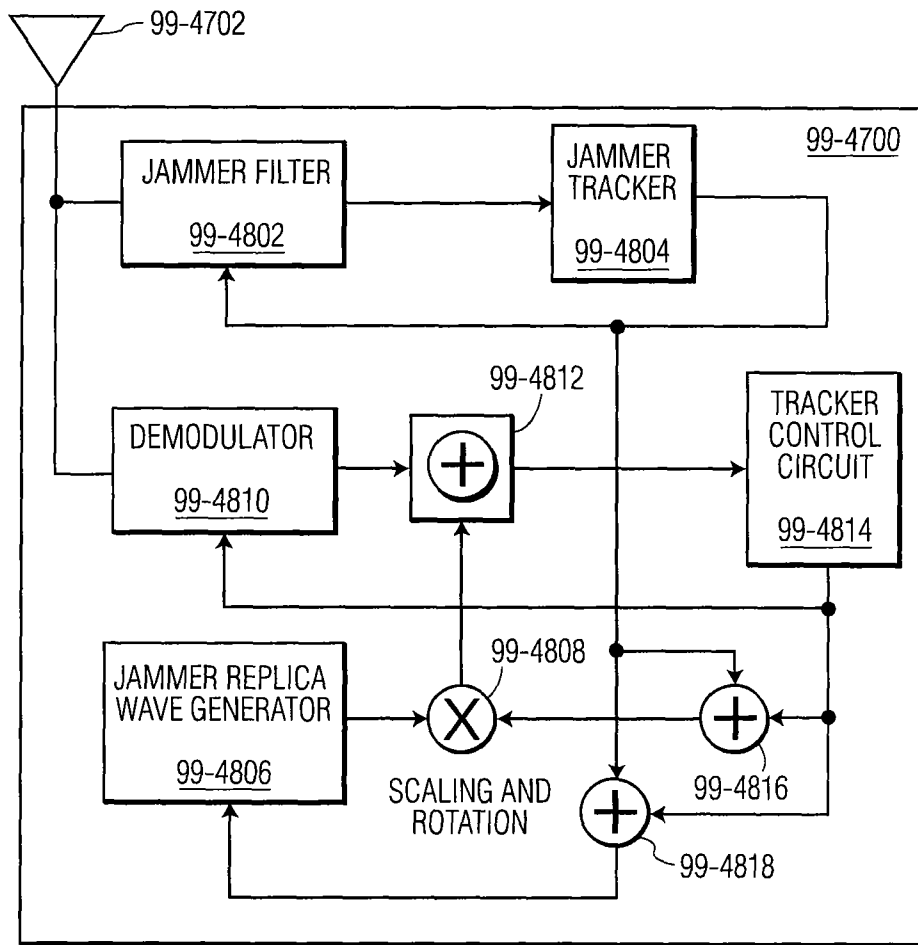 99-4702
99-4700
JAMMER FILTER
99-4802
JAMMER
TRACKER
99-4804
99-4812
DEMODULATOR
99-4810
+
TRACKER
CONTROL
CIRCUIT
99-4814
JAMMER REPLICA
WAVE GENERATOR
99-4806
99-4808
X
SCALING AND
ROTATION
+
99-4816
+
99-4818